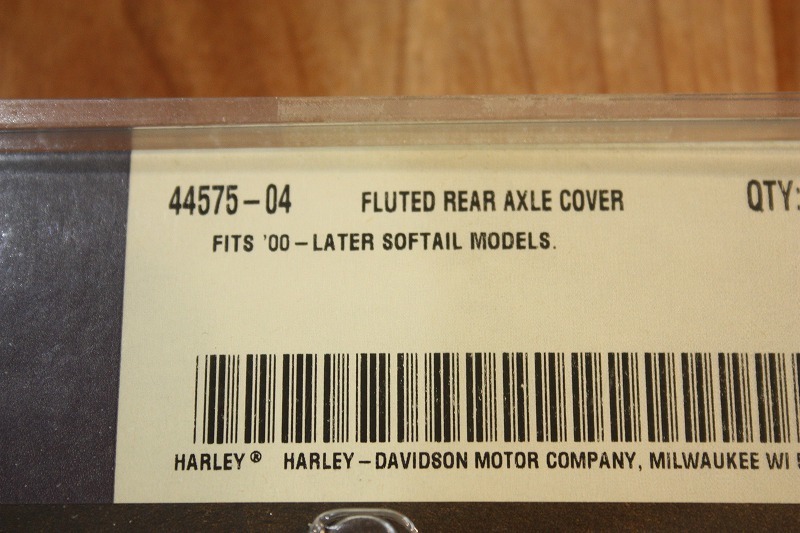 44575-04 FLUTED REAR AXLE COVER QTY:
FITS '00-LATER SOFTAIL MODELS.
HARLEY® HARLEY-DAVIDSON MOTOR COMPANY, MILWAUKEE WI